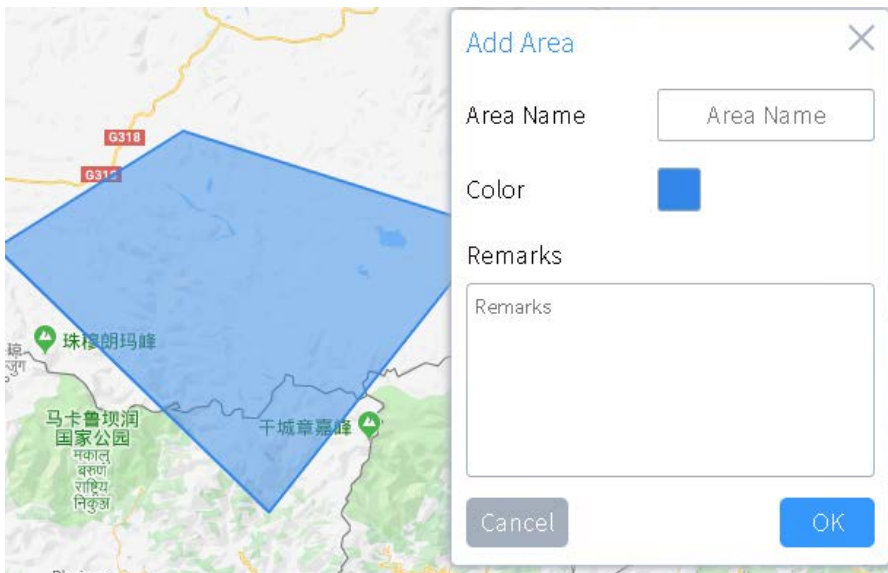 G318
G318
珠穆朗玛峰
马卡鲁坝润
国家公园
मकालु
बरुण
राष्ट्रिय
निकुञ्ज
干城章嘉峰
Add Area
Area Name
Area Name
Color
Remarks
Remarks
Cancel
OK